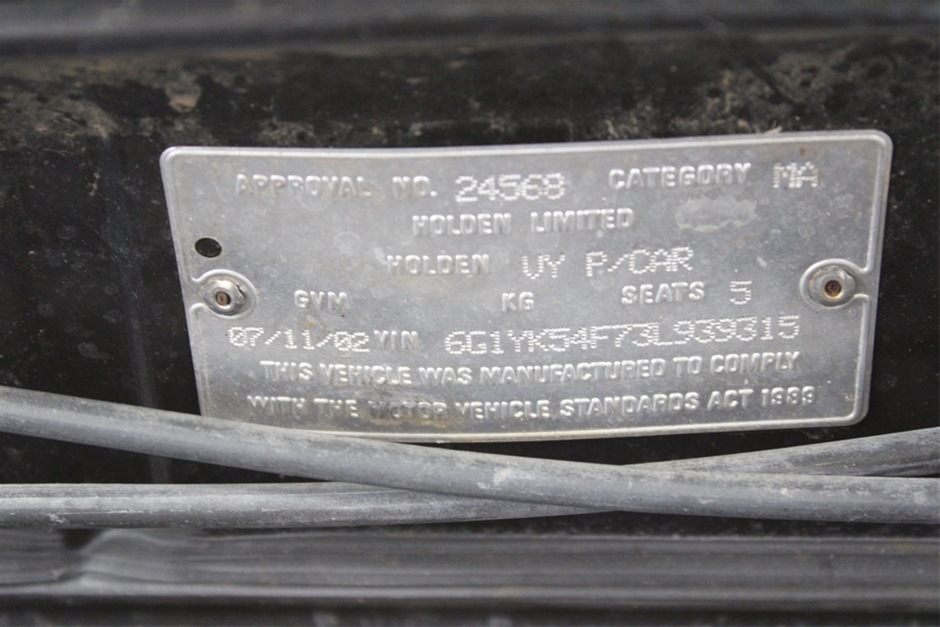 APPROVAL NO. 24568 CATEGORY MA
HOLDEN LIMITED
HOLDEN VY P/CAR
GVM KG SEATS 5
07/11/02 VIN 6G1YK54F73L939315
THIS VEHICLE WAS MANUFACTURED TO COMPLY
WITH THE MOTOR VEHICLE STANDARDS ACT 1989